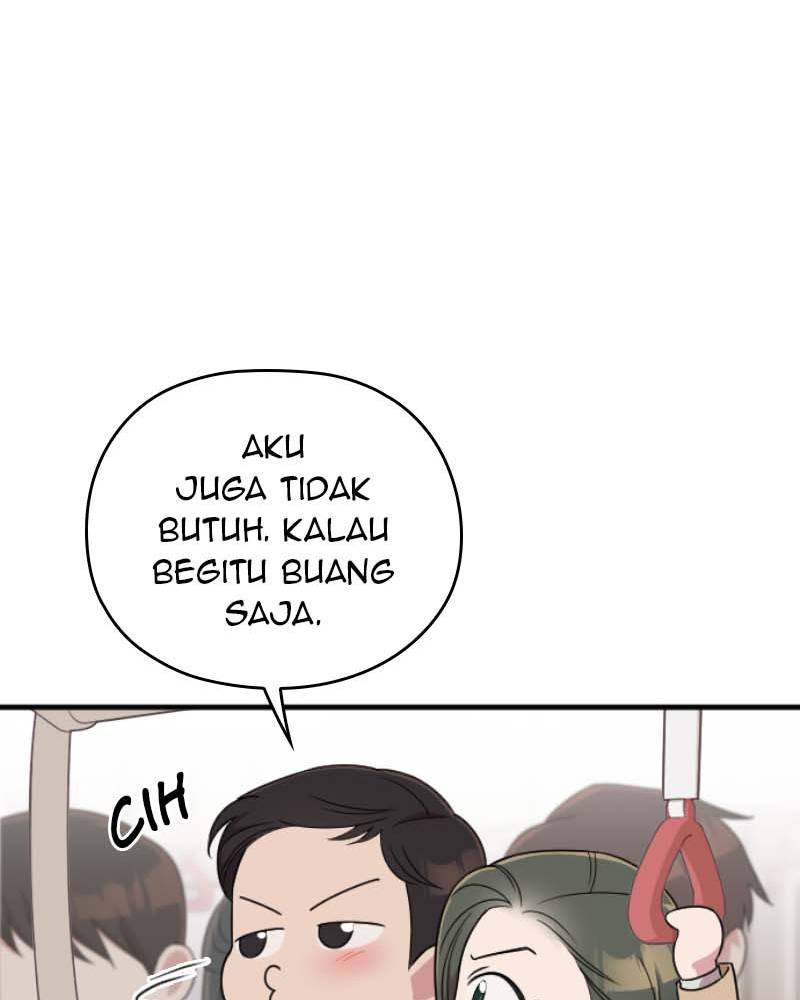 AKU
JUGA TIDAK
BUTUH. KALAU
BEGITU BUANG
SAJA.
CIH